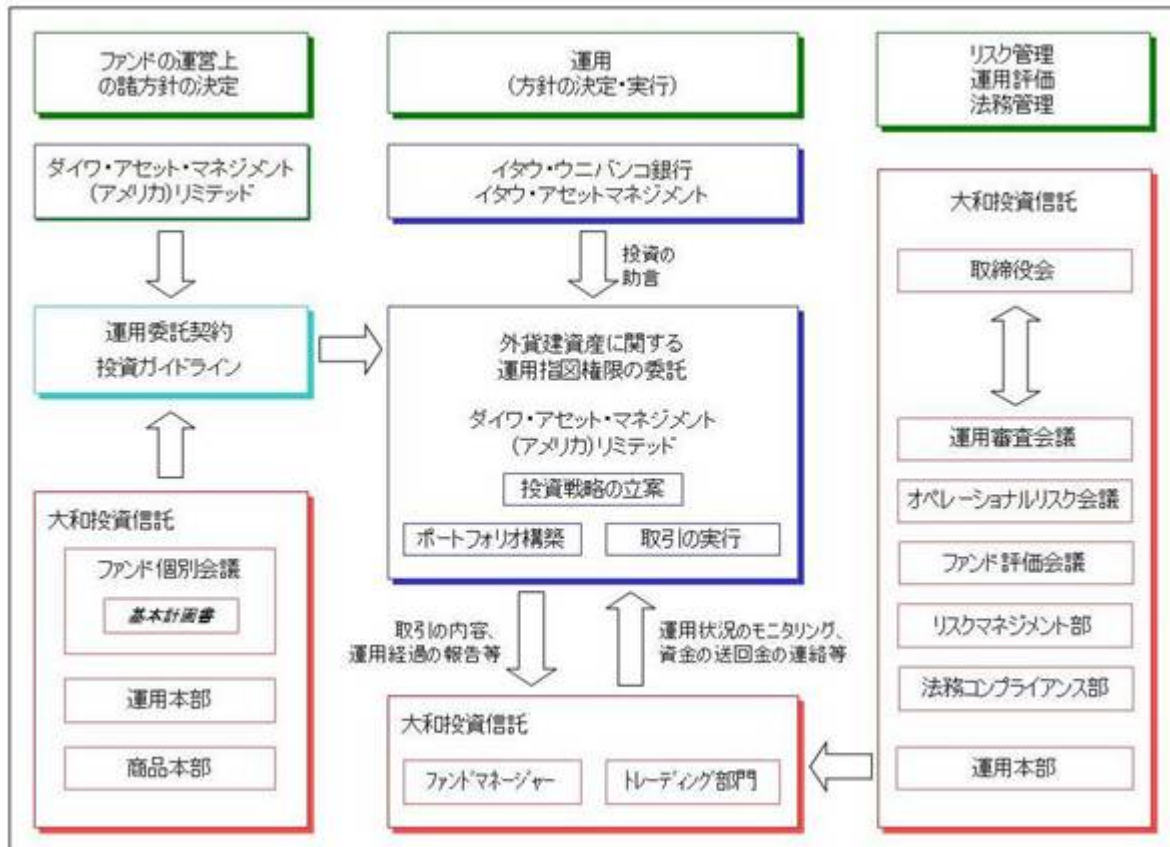 ファンドの運営上
の諸方針の決定
ダイワ・アセット・マネジメント
(アメリカ)リミテッド
運用委託契約
投資ガイドライン
大和投資信託
ファンド個別会議
基本計画書
運用本部
商品本部
運用
(方針の決定・実行)
イタウ・ウニバンコ銀行
イタウ・アセットマネジメント
投資の
助言
外貨建資産に関する
運用指図権限の委託
ダイワ・アセット・マネジメント
(アメリカ)リミテッド
投資戦略の立案
ポートフォリオ構築
取引の実行
取引の内容、
運用経過の報告等
運用状況のモニタリング、
資金の送回金の連絡等
大和投資信託
ファンドマネージャー
トレーディング部門
リスク管理
運用評価
法務管理
大和投資信託
取締役会
運用審査会議
オペレーショナルリスク会議
ファンド評価会議
リスクマネジメント部
法務コンプライアンス部
運用本部